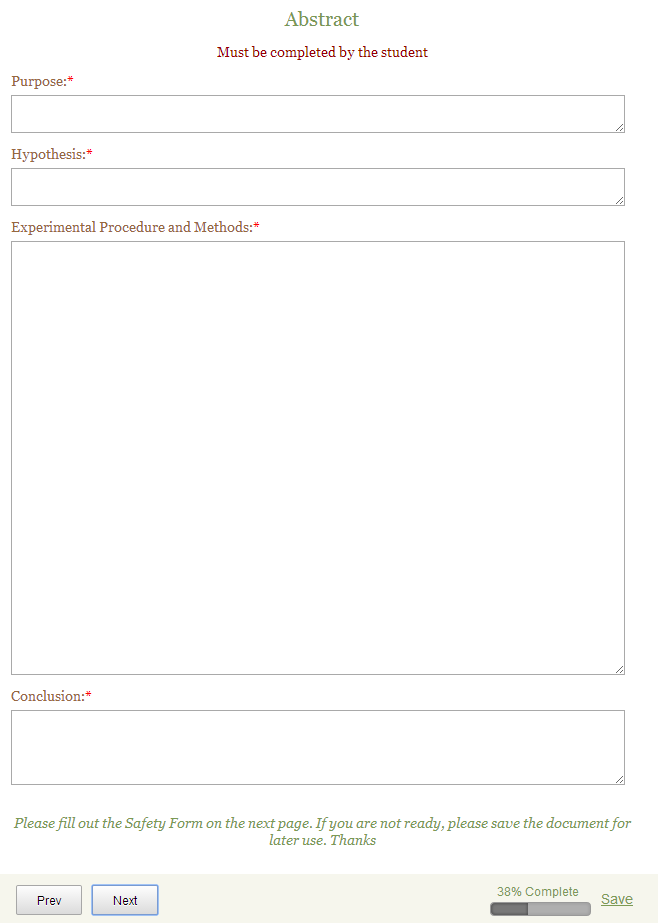 Abstract
Must be completed by the student
Purpose:*
Hypothesis:*
Experimental Procedure and Methods:*
Conclusion:*
Please fill out the Safety Form on the next page. If you are not ready, please save the document for
later use. Thanks
Prev
Next
38% Complete
Save